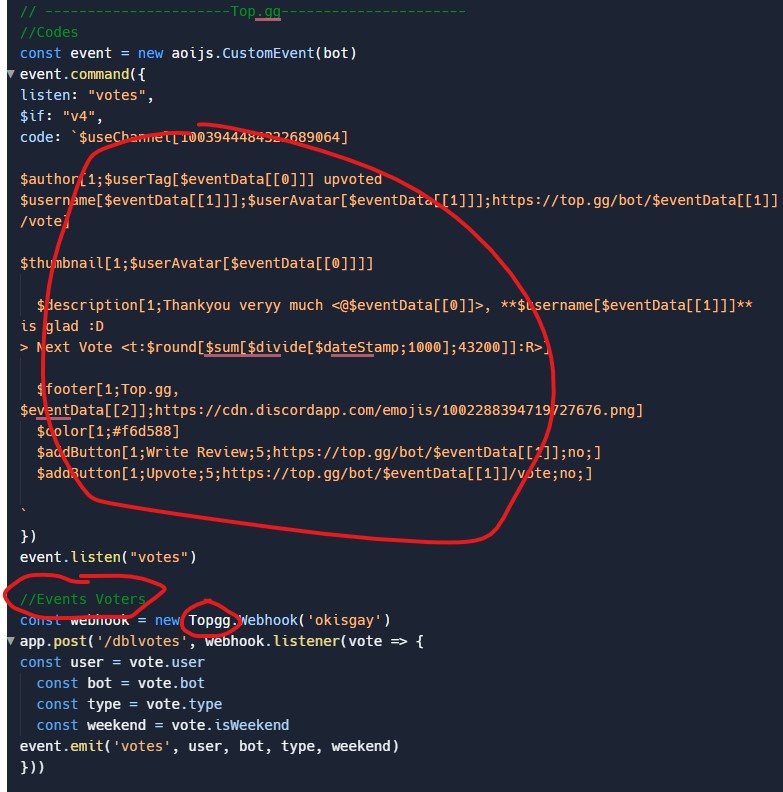 // ----------------------Top.gg----------------------
//Codes
const event = new aoijs.CustomEvent(bot)
event.command({
listen: "votes",
$if: "v4",
code: `$useChannel[1003944484322689064]
$author[1;$userTag[$eventData[[0]]] upvoted
$username[$eventData[[1]]];$userAvatar[$eventData[[1]]];https://top.gg/bot/$eventData[[1]]
/vote]
$thumbnail[1;$userAvatar[$eventData[[0]]]]
$description[1;Thankyou veryy much <@$eventData[[0]]>, **$username[$eventData[[1]]]**
is glad :D
> Next Vote <t:$round[$sum[$divide[$dateStamp;1000];43200]]:R>]
$footer[1;Top.gg,
$eventData[[2]];https://cdn.discordapp.com/emojis/1002288394719727676.png]
$color[1;#f6d588]
$addButton[1;Write Review;5;https://top.gg/bot/$eventData[[1]];no;]
$addButton[1;Upvote;5;https://top.gg/bot/$eventData[[1]]/vote;no;]
`
})
event.listen("votes")
//Events Voters
const webhook = new Topgg.Webhook('okisgay')
app.post('/dblvotes', webhook.listener(vote => {
const user = vote.user
const bot = vote.bot
const type = vote.type
const weekend = vote.isWeekend
event.emit('votes', user, bot, type, weekend)
}))